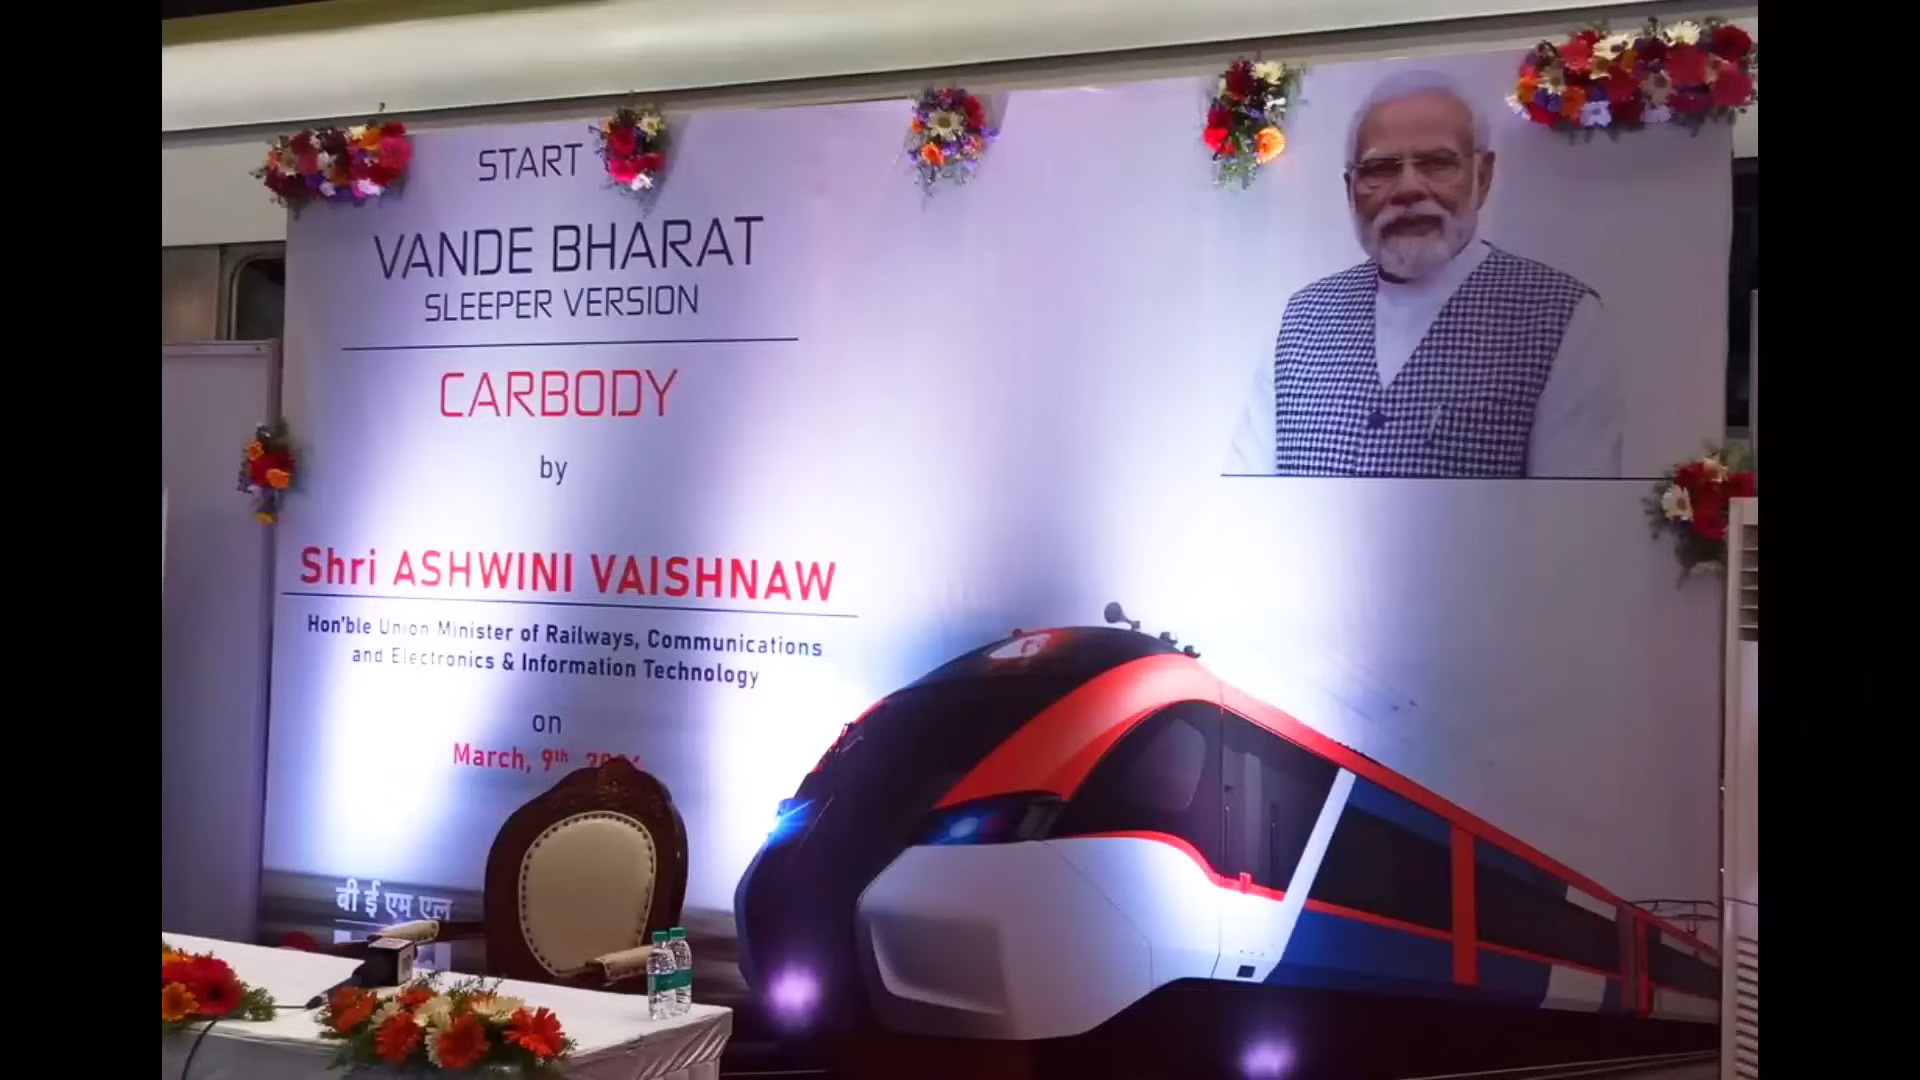 START
VANDE BHARAT
SLEEPER VERSION
CARBODY
by
Shri ASHWINI VAISHNAW
Hon'ble Union Minister of Railways, Communications
and Electronics & Information Technology
on
March, 9th
बी ई एम एल